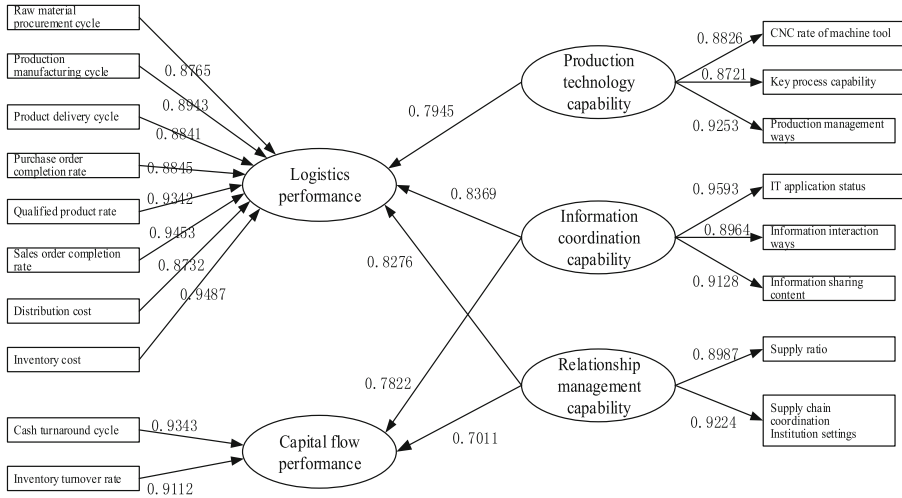 Raw material
procurement cycle
0.8765
Production
manufacturing cycle
0.8943
Product delivery cycle
0.8841
Purchase order
completion rate
0.8845
Qualified product rate
0.9342
Sales order completion
rate
0.9453
Distribution cost
0.8732
Inventory cost
0.9487
Cash turnaround cycle
0.9343
Inventory turnover rate
0.9112
Logistics
performance
Capital flow
performance
0.7945
0.8369
0.8276
0.7822
0.7011
Production
technology
capability
Information
coordination
capability
Relationship
management
capability
0.8826
CNC rate of machine tool
0.8721
Key process capability
0.9253
Production management
ways
0.9593
IT application status
0.8964
Information interaction
ways
0.9128
Information sharing
content
0.8987
Supply ratio
0.9224
Supply chain
coordination
Institution settings